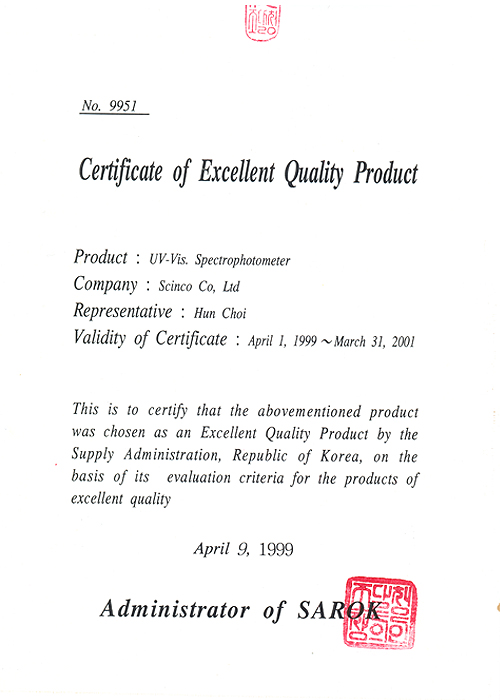 No. 9951
Certificate of Excellent Quality Product
Product : UV-Vis. Spectrophotometer
Company : Scinco Co, Ltd
Representative : Hun Choi
Validity of Certificate : April 1, 1999 ~ March 31, 2001
This is to certify that the abovementioned product
was chosen as an Excellent Quality Product by the
Supply Administration, Republic of Korea, on the
basis of its evaluation criteria for the products of
excellent quality
April 9, 1999
Administrator of SAROK